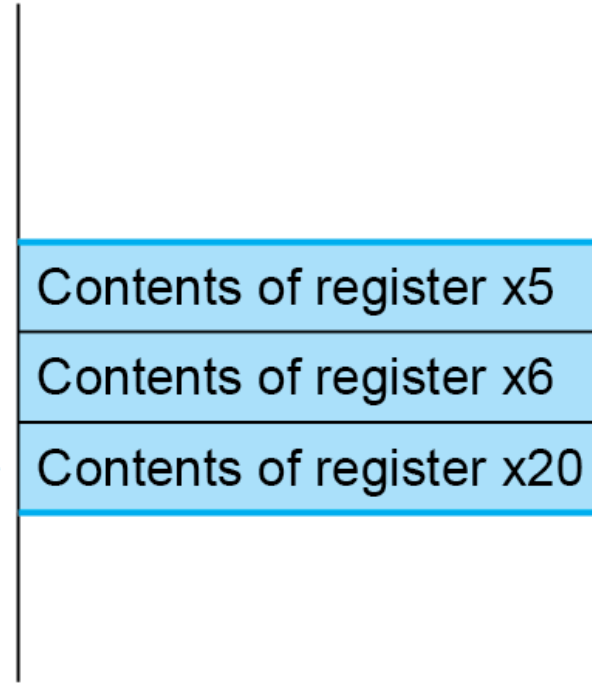 Contents of register x5
Contents of register x6
Contents of register x20